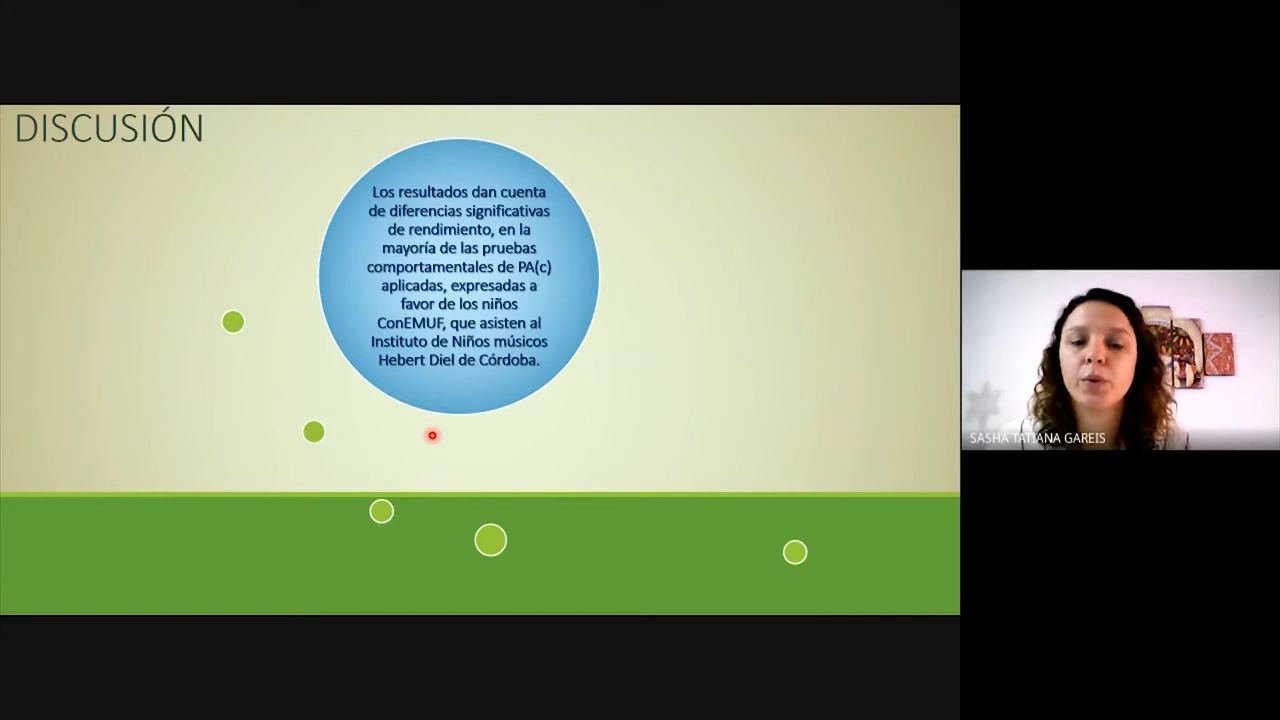 DISCUSIÓN
Los resultados dan cuenta
de diferencias significativas
de rendimiento, en la
mayoría de las pruebas
comportamentales de PA(c)
aplicadas, expresadas a
favor de los niños
ConEMUF, que asisten al
Instituto de Niños músicos
Hebert Diel de Córdoba.
SASHA TATIANA GAREIS